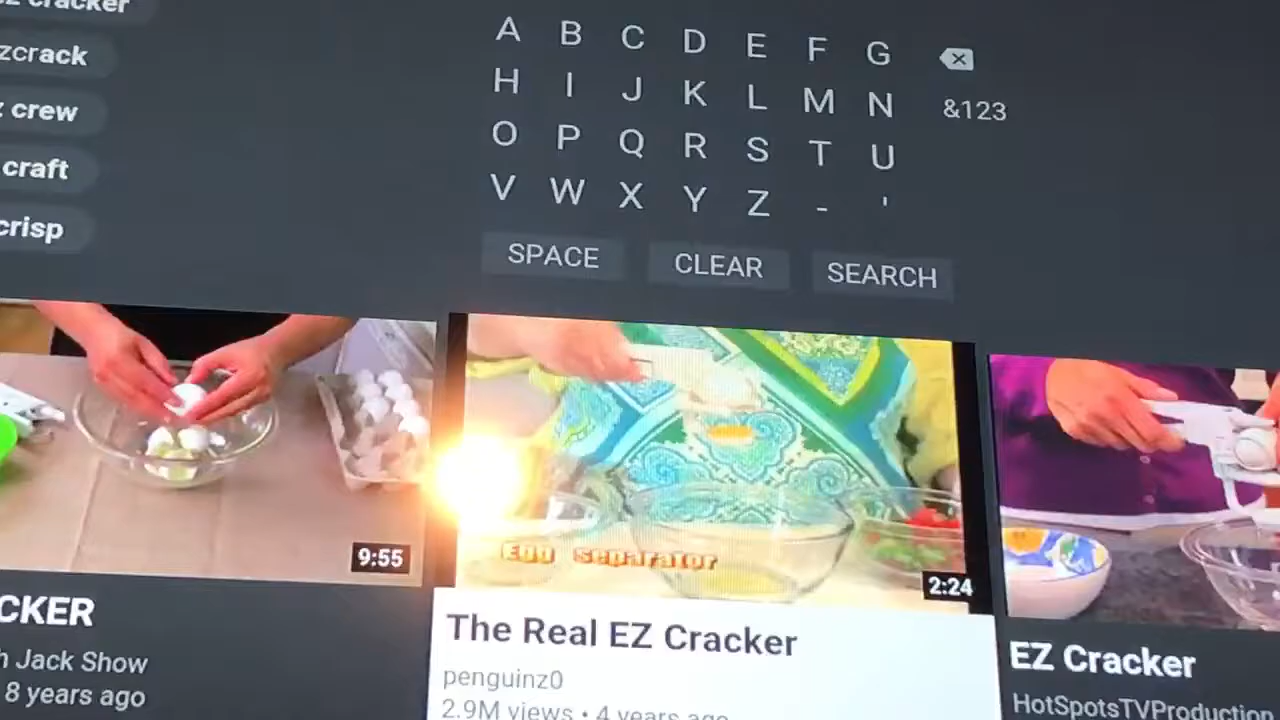 ez cracker
zcrack
crew
craft
crisp
A B C D E F G
H I J K L M N &123
O P Q R S T U
V W X Y Z - '
SPACE CLEAR SEARCH
9:55
Egg Separator
2:24
CKER
h Jack Show
8 years ago
The Real EZ Cracker
penguinz0
2.9M views • 4 years ago
EZ Cracker
HotSpotsTVProduction